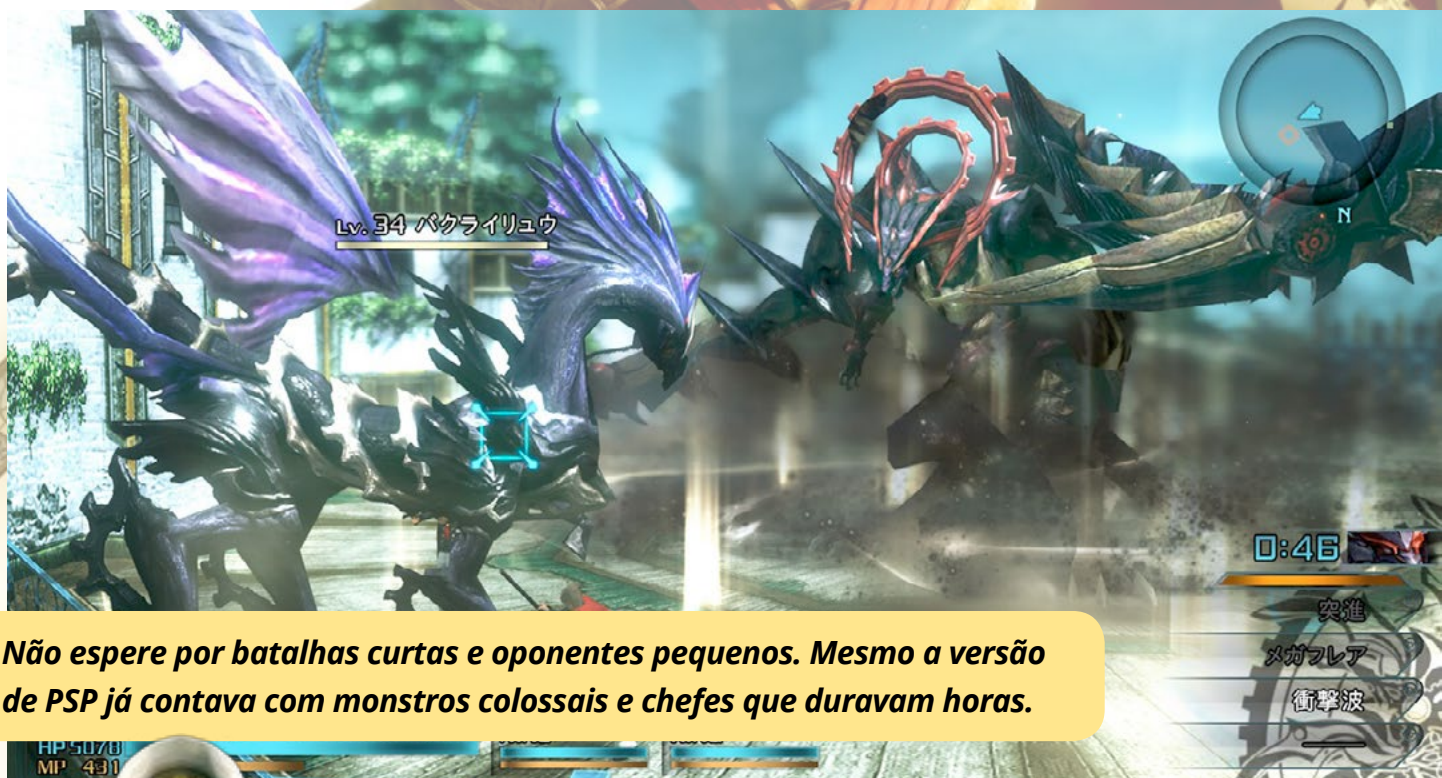 Lv. 34 バクライリュウ
N
0:46
突進
メガフレア
衝撃波
Não espere por batalhas curtas e oponentes pequenos. Mesmo a versão
de PSP já contava com monstros colossais e chefes que duravam horas.
HP 5078
MP 431